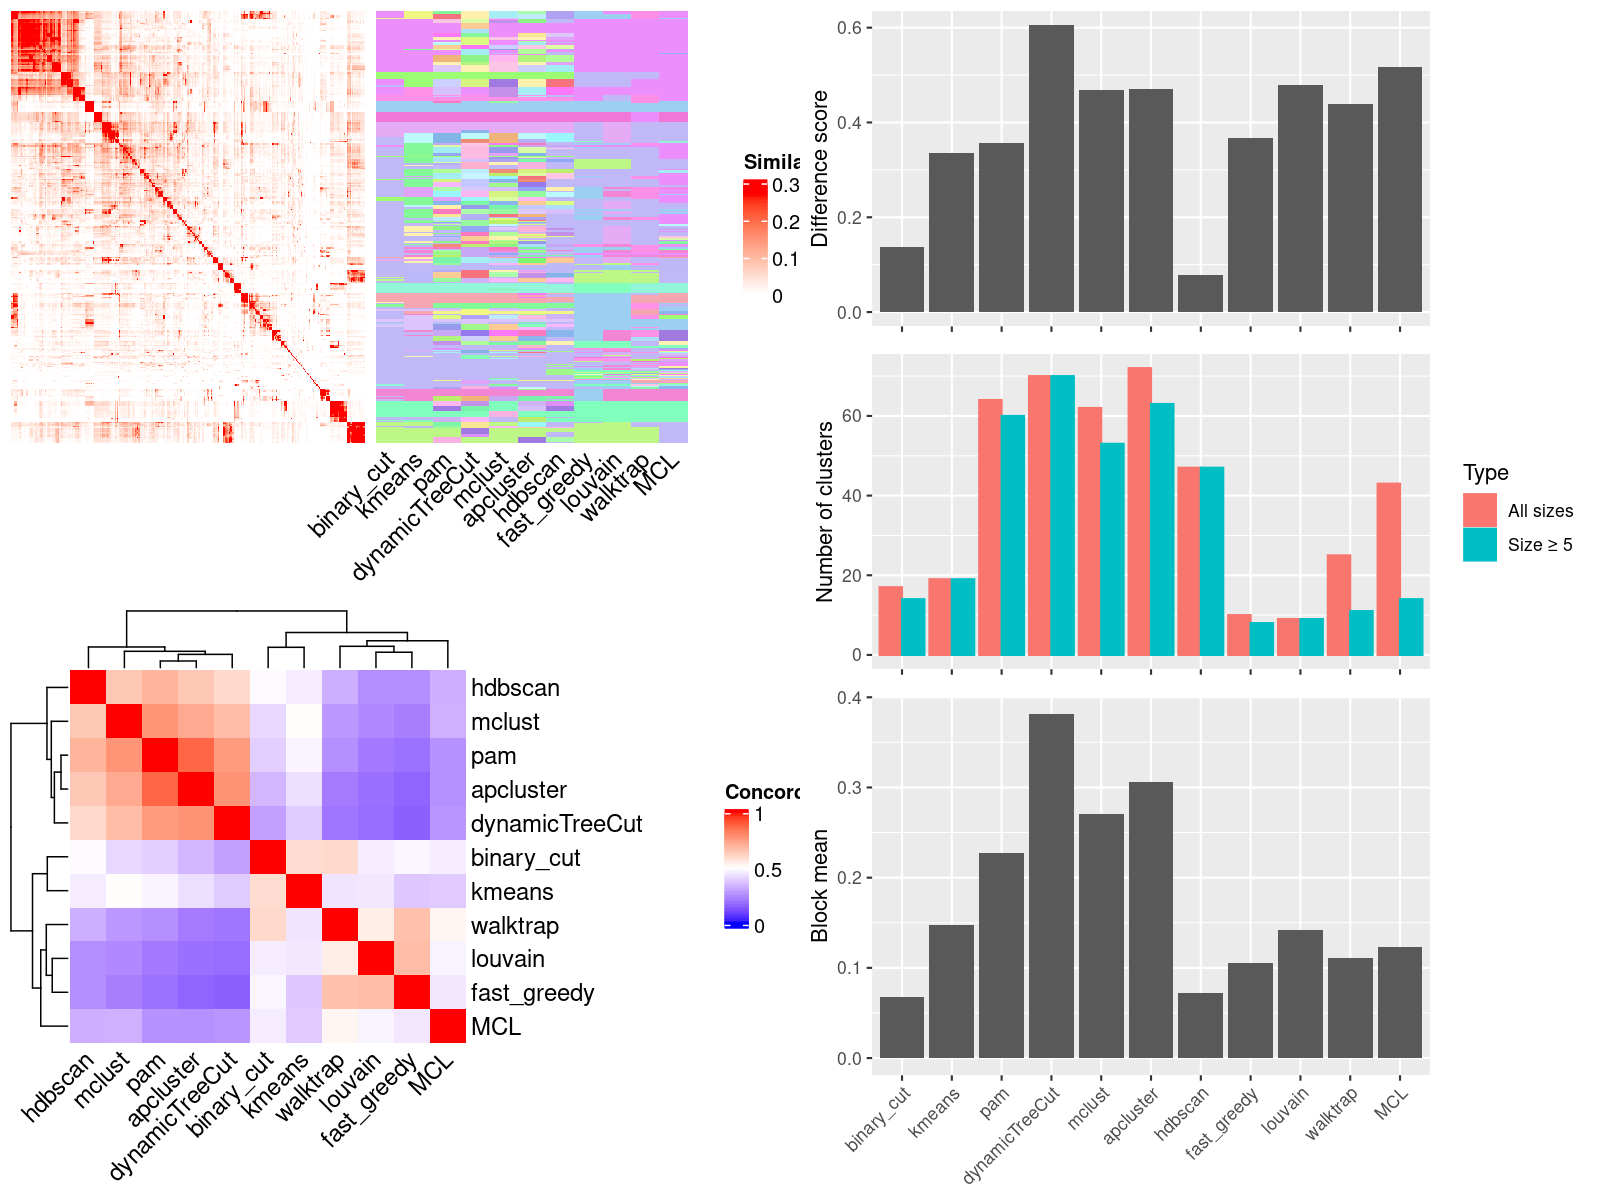 Simila
0.3
0.2
0.1
0
binary_cut
kmeans
pam
dynamicTreeCut
mclust
apcluster
hdbscan
fast_greedy
louvain
walktrap
MCL
hdbscan
mclust
pam
apcluster
dynamicTreeCut
binary_cut
kmeans
walktrap
louvain
fast_greedy
MCL
hdbscan
mclust
pam
apcluster
dynamicTreeCut
binary_cut
kmeans
walktrap
louvain
fast_greedy
MCL
Concord
1
0.5
0
Difference score
0.6
0.4
0.2
0.0
Number of clusters
60
40
20
0
Type
All sizes
Size ≥ 5
Block mean
0.4
0.3
0.2
0.1
0.0
binary_cut
kmeans
pam
dynamicTreeCut
mclust
apcluster
hdbscan
fast_greedy
louvain
walktrap
MCL